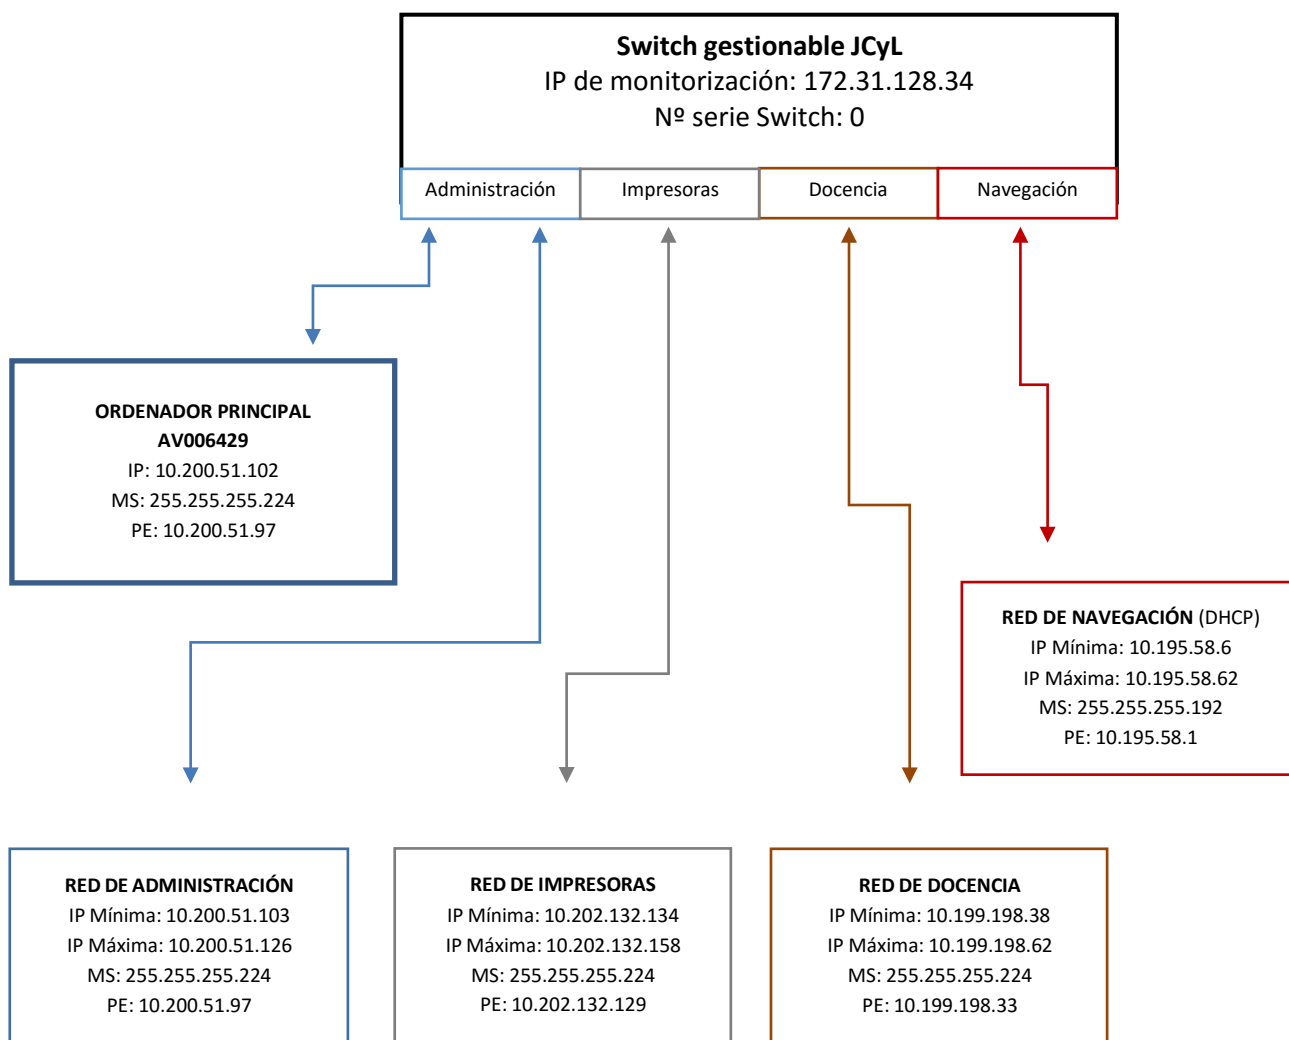 Switch gestionable JCyL
IP de monitorización: 172.31.128.34
Nº serie Switch: 0
Administración
Impresoras
Docencia
Navegación
ORDENADOR PRINCIPAL
AV006429
IP: 10.200.51.102
MS: 255.255.255.224
PE: 10.200.51.97
RED DE NAVEGACIÓN (DHCP)
IP Mínima: 10.195.58.6
IP Máxima: 10.195.58.62
MS: 255.255.255.192
PE: 10.195.58.1
RED DE ADMINISTRACIÓN
IP Mínima: 10.200.51.103
IP Máxima: 10.200.51.126
MS: 255.255.255.224
PE: 10.200.51.97
RED DE IMPRESORAS
IP Mínima: 10.202.132.134
IP Máxima: 10.202.132.158
MS: 255.255.255.224
PE: 10.202.132.129
RED DE DOCENCIA
IP Mínima: 10.199.198.38
IP Máxima: 10.199.198.62
MS: 255.255.255.224
PE: 10.199.198.33